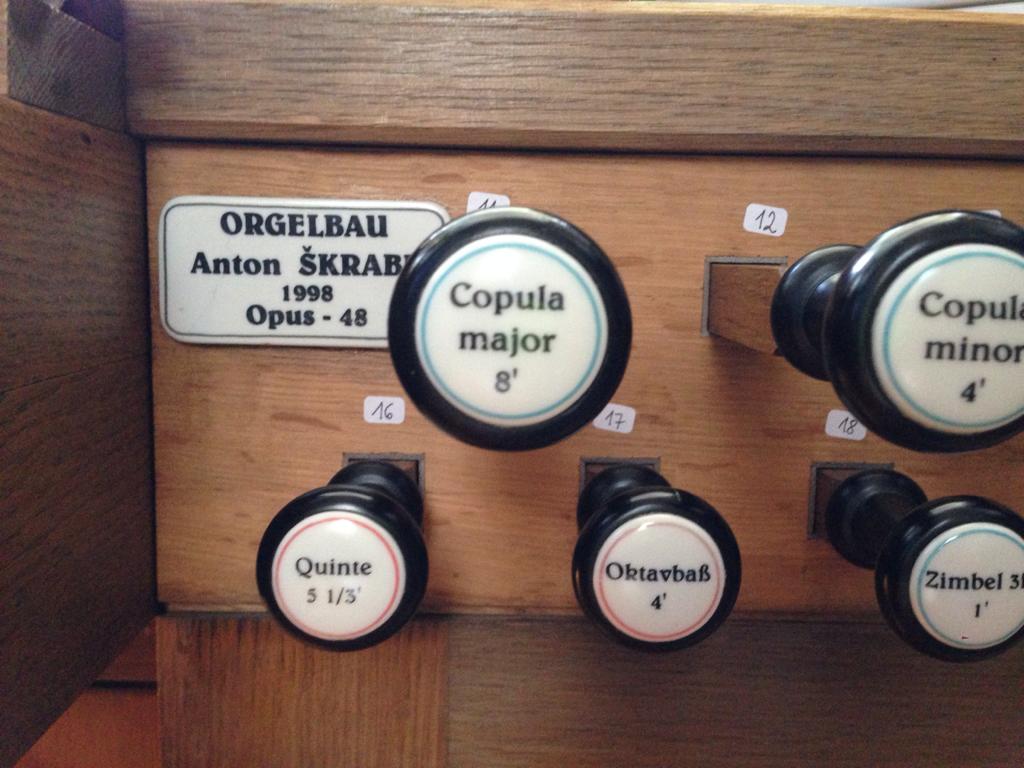 ORGELBAU
Anton
1998
Opus - 48
11
12
Copula
major
8'
Copula
minor
4'
16
17
18
Quinte
5 1/3'
Oktavbaß
4'
Zimbel
1'